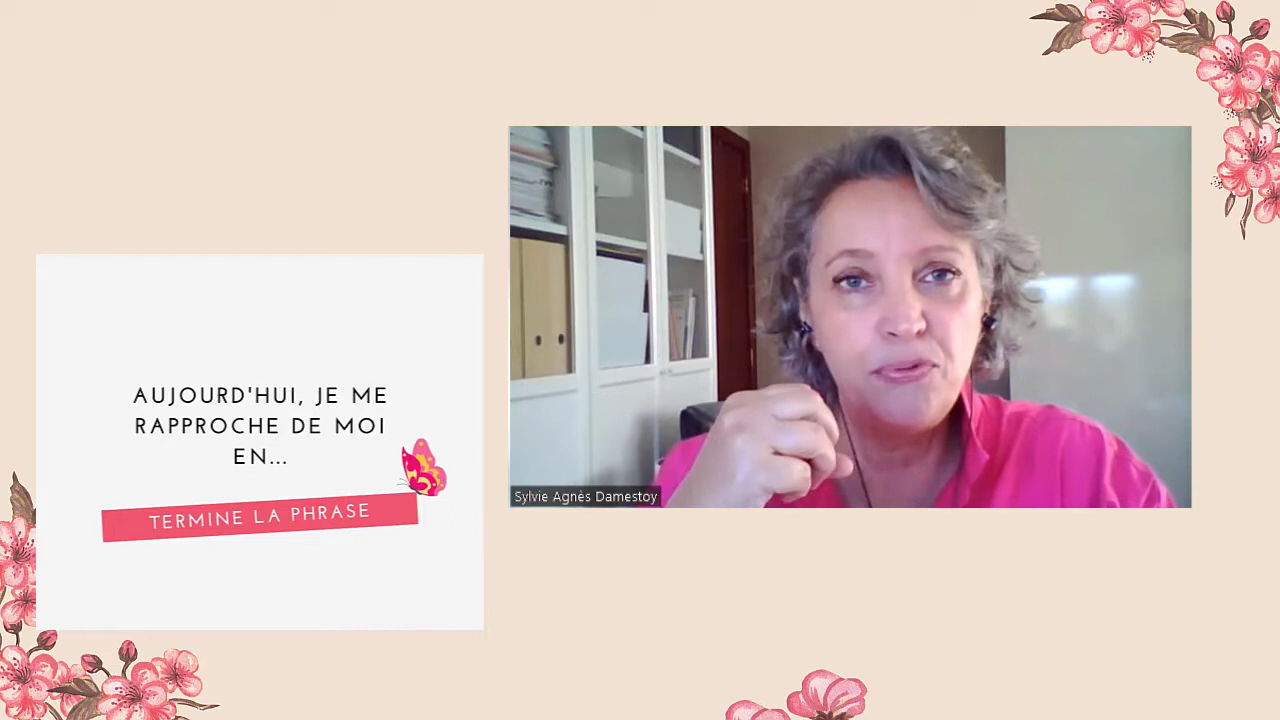 AUJOURD'HUI, JE ME
RAPPROCHE DE MOI
EN...
TERMINE LA PHRASE
Sylvie Agnès Damestoy